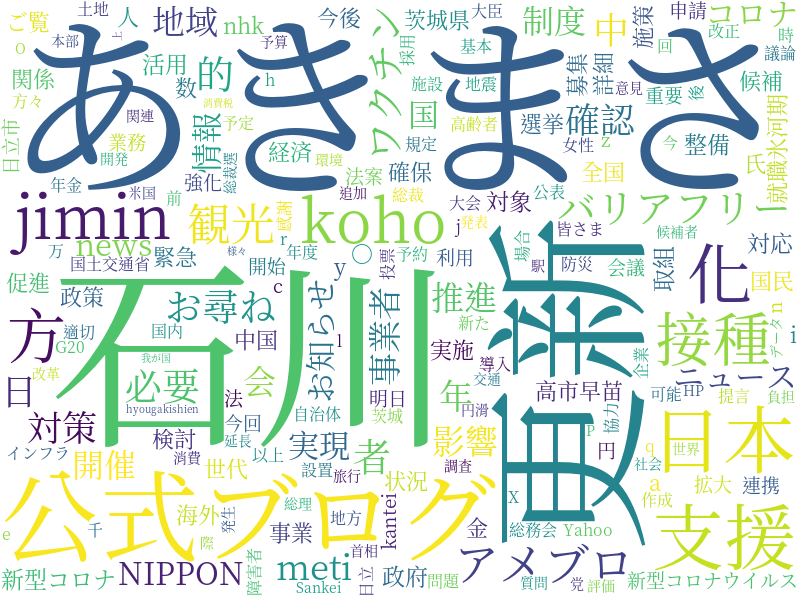 ご覧
o
人
地域
nhk
本部
土地
上
予算
大臣
採用
茨城県
今後
制度
中
施策
申請
改正
コロナ
時
議論
回
関係
方々
活用
数
的
h
ワクチン
基本
施設
地震
募集
詳細
意見
重要
後
候補
あきまさ
日立市
関連
業務
開発
消費税
予定
情報
経済
環境
国
高齢者
規定
選挙
女性
確認
z
全国
整備
今
氏
就職氷河期
年金
強化
米国
総裁選
前
追加
法案
総裁
確保
大会
j
対象
公表
発表
バリアフリー
jimin
観光
感謝
koho
皆さま
場合
駅
防災
会議
候補者
取組
対応
国民
万
news
国土交通省
様々
緊急
r
年度
開始
〇
y
予約
利用
投票
更新
化
促進
政策
お尋ね
c
お知らせ
事業者
推進
新た
n
データ
i
方
適切
G20
国内
石川
中国
l
実施
導入
接種
企業
改革
我が国
必要
会
法
明日
年
交通
高市早苗
可能
HP
提言
負担
ニュース
日
hyougakishien
自治体
茨城
円滑
協力
対策
今回
延長
実現
者
影響
P
円
q
世界
日本
インフラ
検討
消費
開催
世代
以上
設置
旅行
状況
調査
X
社会
a
作成
拡大
連携
公式ブログ
海外
発生
総理
地方
kantei
金
総務会
Yahoo
支援
e
千
際
事業
首相
アメブロ
新型コロナ
NIPPON
障害者
meti
Sankei
日立
政府
問題
質問
党
評価
新型コロナウイルス